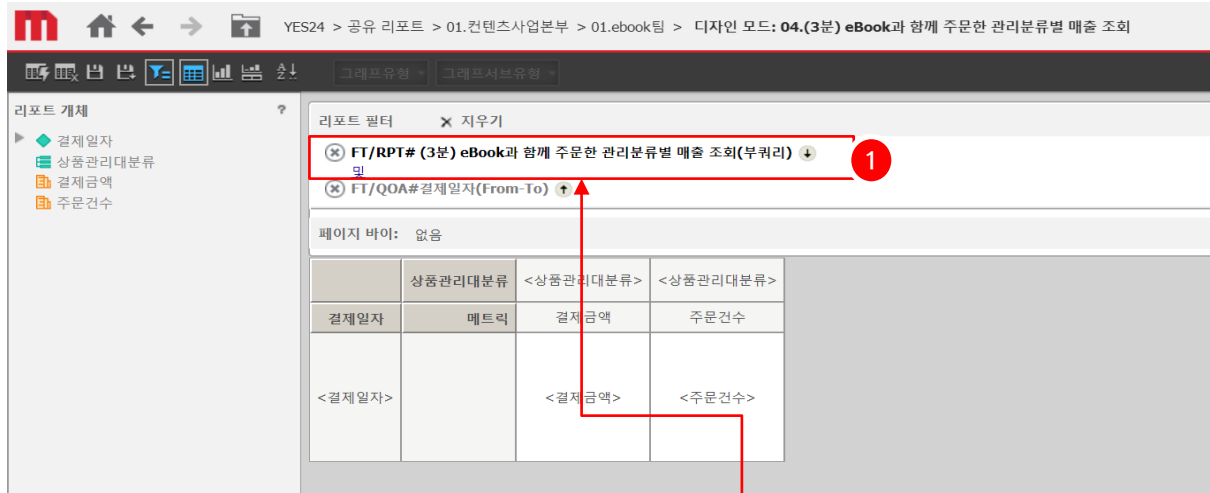 YES24 > 공유 리포트 > 01.컨텐츠사업본부 > 01.ebook팀 > 디자인 모드: 04.(3분) eBook과 함께 주문한 관리분류별 매출 조회
그래프유형 그래프서브유형
리포트 개체 ?
결제일자
상품관리대분류
결제금액
주문건수
리포트 필터 지우기
FT/RPT# (3분) eBook과 함께 주문한 관리분류별 매출 조회(부쿼리)
1
및
FT/QOA#결제일자(From-To)
페이지 바이: 없음
상품관리대분류 <상품관리대분류> <상품관리대분류>
결제일자 메트릭 결제금액 주문건수
<결제일자> <결제금액> <주문건수>